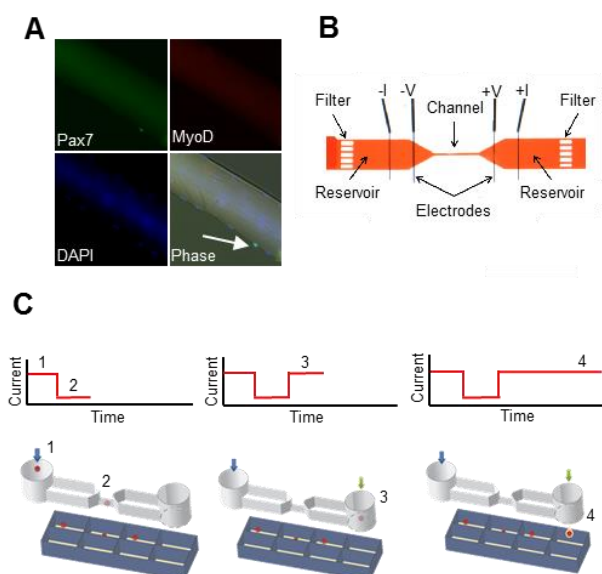 A
Pax7
MyoD
DAPI
Phase
B
-I
-V
+V
+I
Filter
Channel
Filter
Reservoir
Reservoir
Electrodes
C
Current
1
2
Time
Current
3
Time
Current
4
Time
1
2
3
4